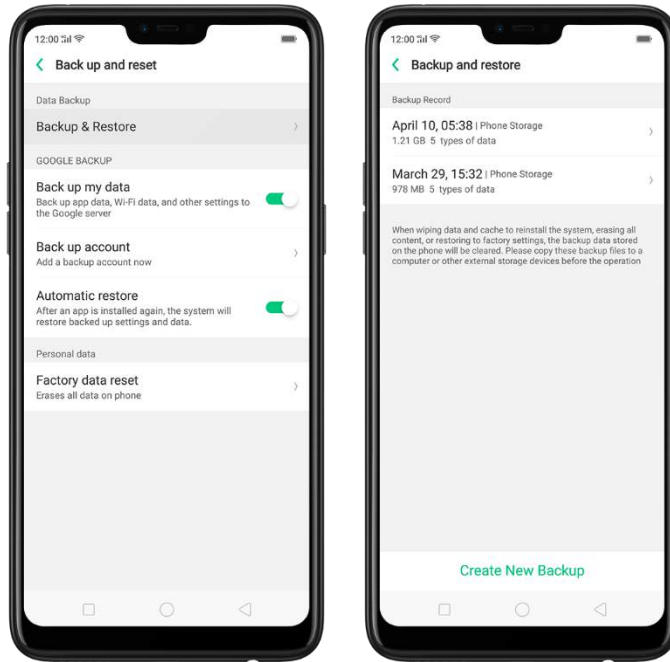 12:00
Back up and reset
Data Backup
Backup & Restore
GOOGLE BACKUP
Back up my data
Back up app data, Wi-Fi data, and other settings to
the Google server
Back up account
Add a backup account now
Automatic restore
After an app is installed again, the system will
restore backed up settings and data.
Personal data
Factory data reset
Erases all data on phone
12:00
Backup and restore
Backup Record
April 10, 05:38 | Phone Storage
1.21 GB 5 types of data
March 29, 15:32 | Phone Storage
978 MB 5 types of data
When wiping data and cache to reinstall the system, erasing all
content, or restoring to factory settings, the backup data stored
on the phone will be cleared. Please copy these backup files to a
computer or other external storage devices before the operation
Create New Backup